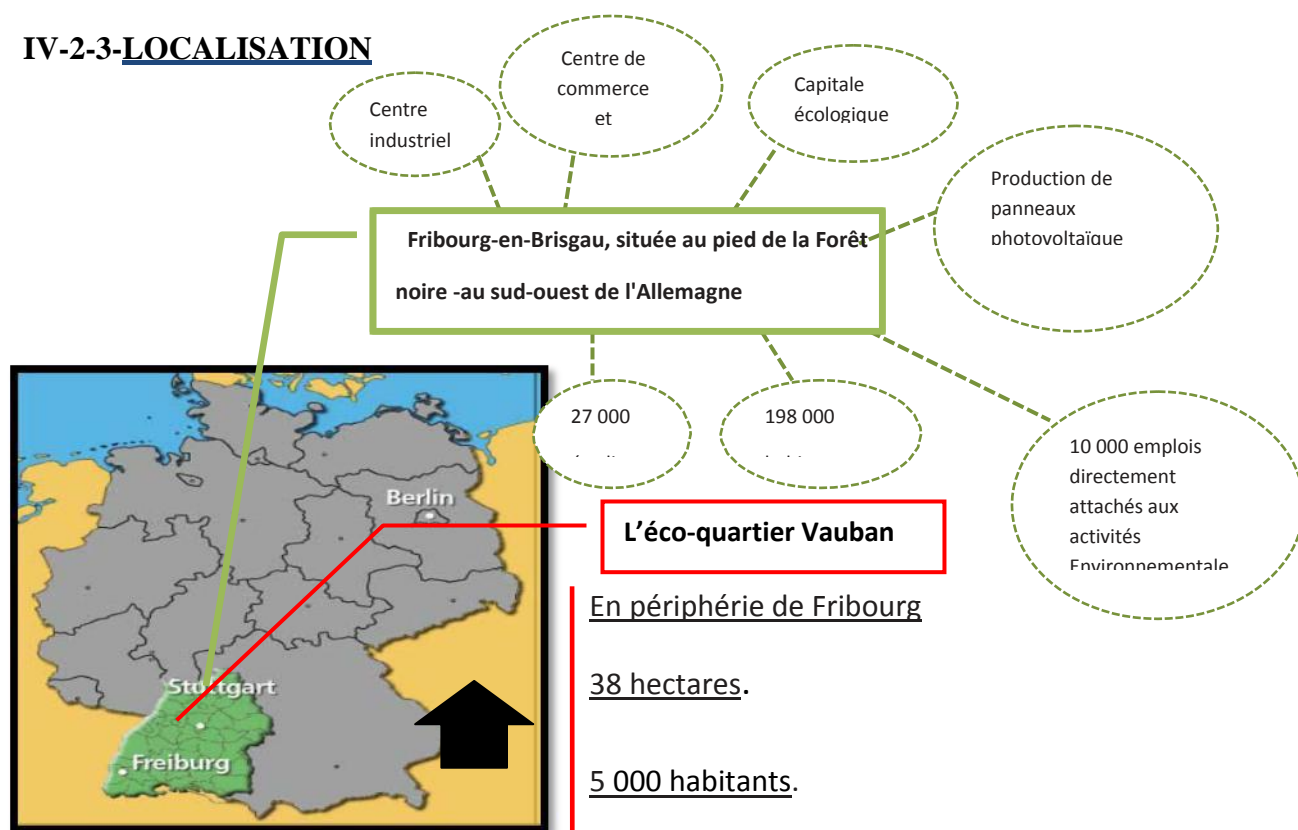 IV-2-3-LOCALISATION
Centre
industriel
Centre de
commerce
et
Capitale
écologique
Production de
panneaux
photovoltaïque
Fribourg-en-Brisgau, située au pied de la Forêt
noire -au sud-ouest de l'Allemagne
27 000
198 000
10 000 emplois
directement
attachés aux
activités
Environnementale
Berlin
Stuttgart
Freiburg
L’éco-quartier Vauban
En périphérie de Fribourg
38 hectares.
5 000 habitants.